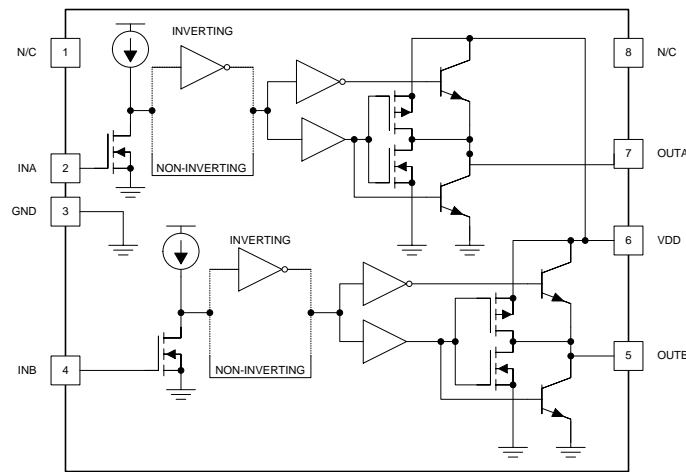 INVERTING
N/C 1
8 N/C
INA 2
NON-INVERTING
7 OUTA
GND 3
INVERTING
6 VDD
INB 4
NON-INVERTING
5 OUTB